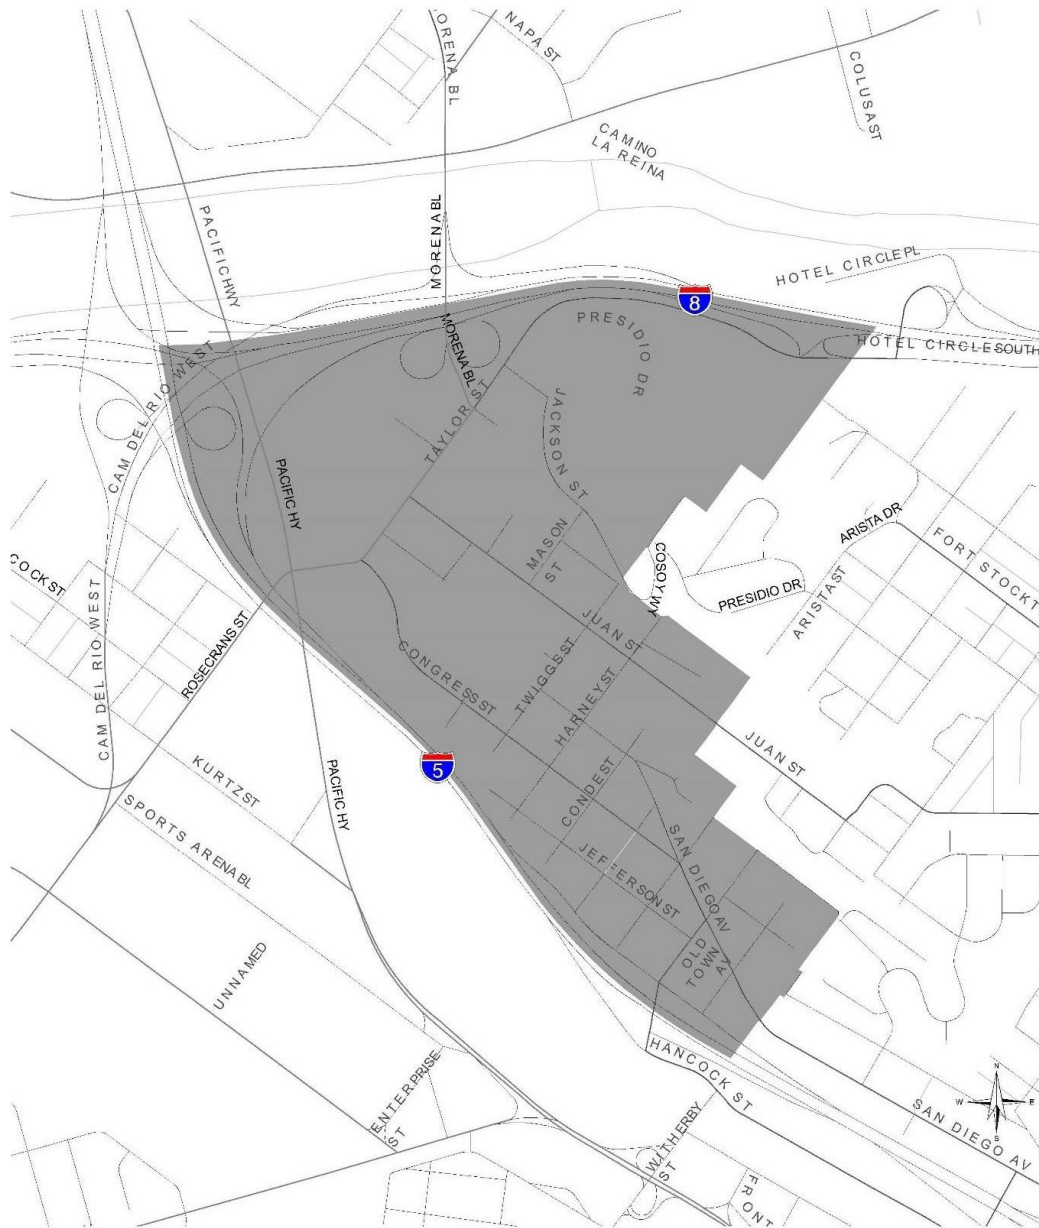 MORENA BL
NAPA ST
COLUSA ST
CAMINO
LA REINA
PACIFIC HWY
MORENA BL
HOTEL CIRCLE PL
8
PRESIDIO DR
HOTEL CIRCLE SOUTH
MORENA BL
CAM DEL RIO WEST
TAYLOR ST
JACKSON ST
PACIFIC HY
MASON
ST
ARISTA DR
FORT STOCKT
COCK ST
COSOY WY
PRESIDIO DR
ARISTA ST
CAM DEL RIO WEST
ROSECRANS ST
JUAN ST
CONGRESS ST
TWIGGS ST
HARNEY ST
JUAN ST
5
KURTZ ST
PACIFIC HY
CONDE ST
SPORTS ARENA BL
SAN DIEGO AV
JEFFERSON ST
OLD
TOWN
AV
UNNAMED
HANCOCK ST
ENTERPRISE
ST
WITHERBY
ST
N
W
E
S
SAN DIEGO AV
FRONT